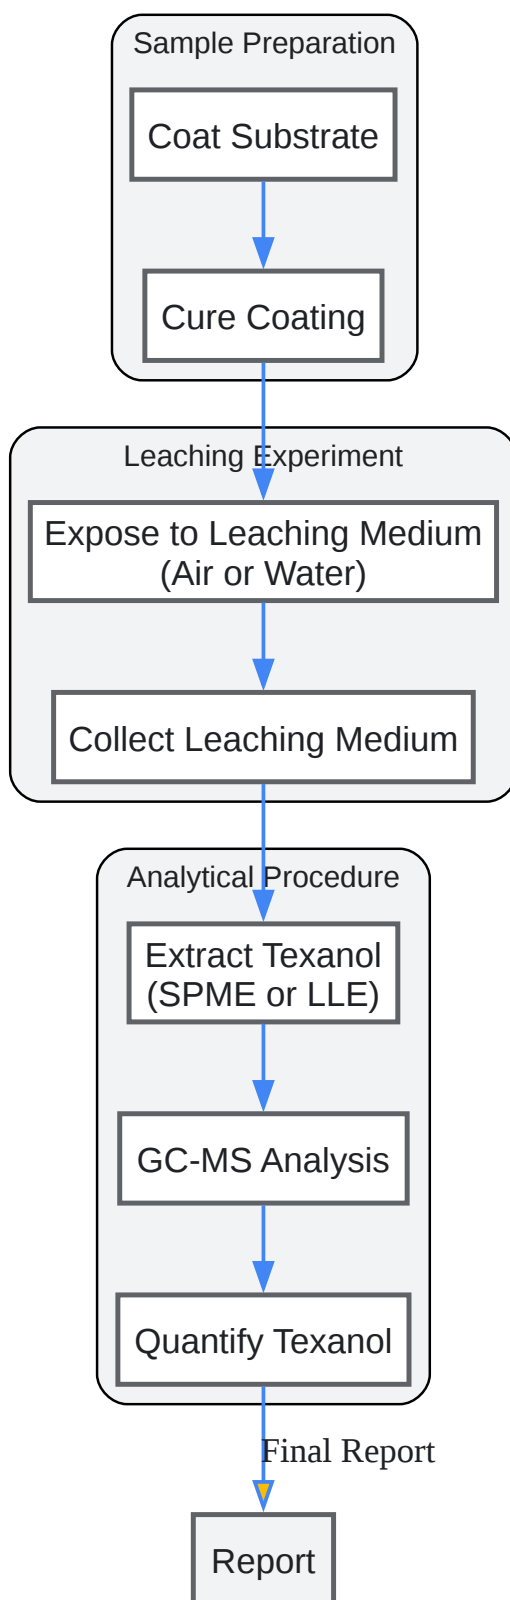 Sample Preparation
Coat Substrate
Cure Coating
Leaching Experiment
Expose to Leaching Medium
(Air or Water)
Collect Leaching Medium
Analytical Procedure
Extract Texanol
(SPME or LLE)
GC-MS Analysis
Quantify Texanol
Final Report
Report